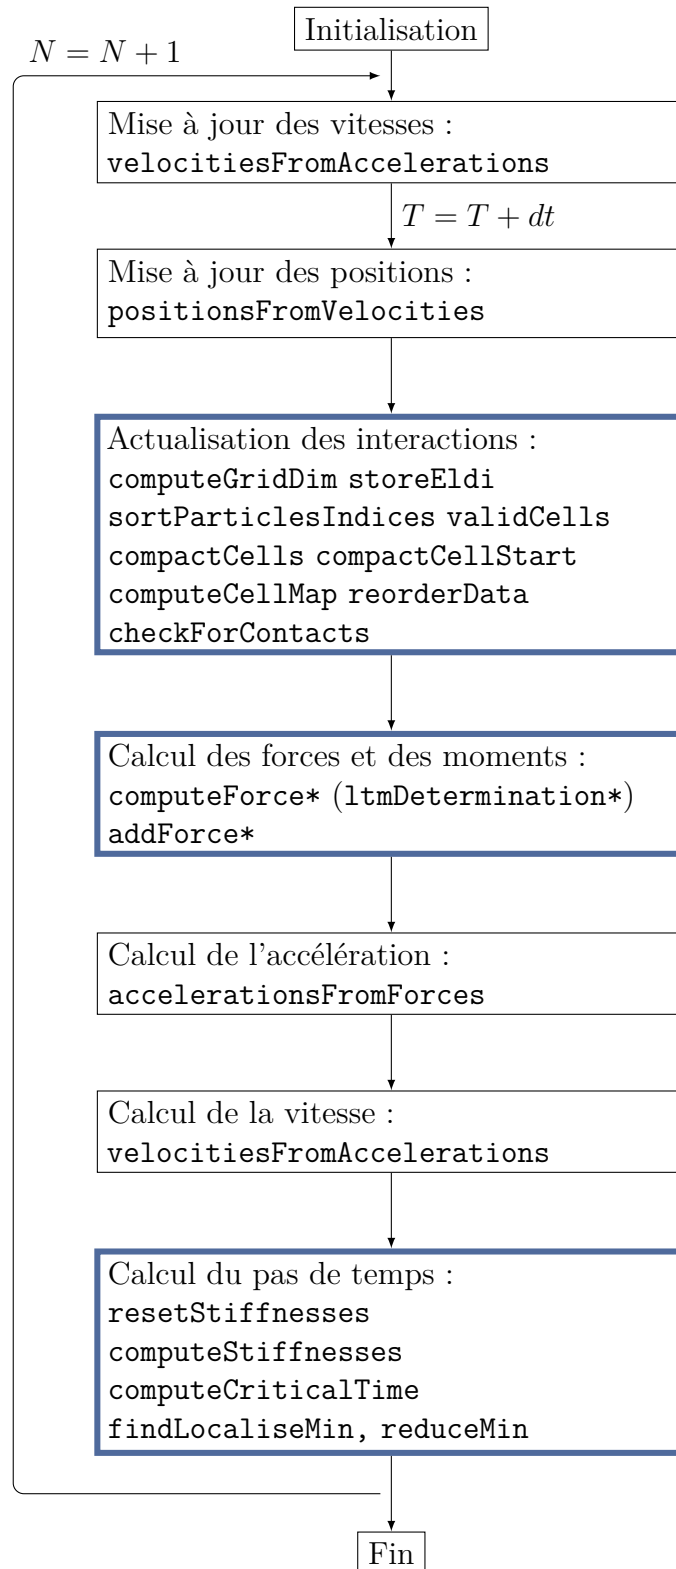 Initialisation
N = N + 1
Mise à jour des vitesses :
velocitiesFromAccelerations
T = T + dt
Mise à jour des positions :
positionsFromVelocities
Actualisation des interactions :
computeGridDim storeEldi
sortParticlesIndices validCells
compactCells compactCellStart
computeCellMap reorderData
checkForContacts
Calcul des forces et des moments :
computeForce* (ltmDetermination*)
addForce*
Calcul de l'accélération :
accelerationsFromForces
Calcul de la vitesse :
velocitiesFromAccelerations
Calcul du pas de temps :
resetStiffnesses
computeStiffnesses
computeCriticalTime
findLocaliseMin, reduceMin
Fin